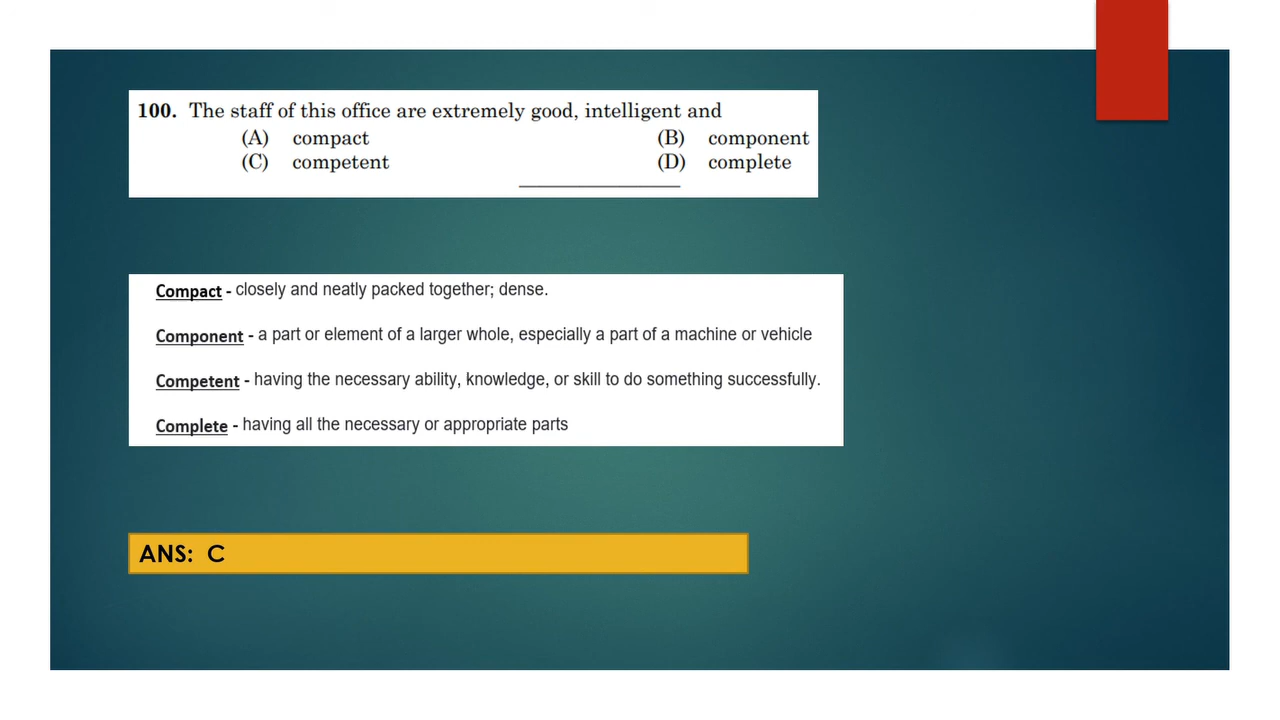 100. The staff of this office are extremely good, intelligent and
(A) compact (B) component
(C) competent (D) complete
Compact - closely and neatly packed together; dense.
Component - a part or element of a larger whole, especially a part of a machine or vehicle
Competent - having the necessary ability, knowledge, or skill to do something successfully.
Complete - having all the necessary or appropriate parts
ANS: C